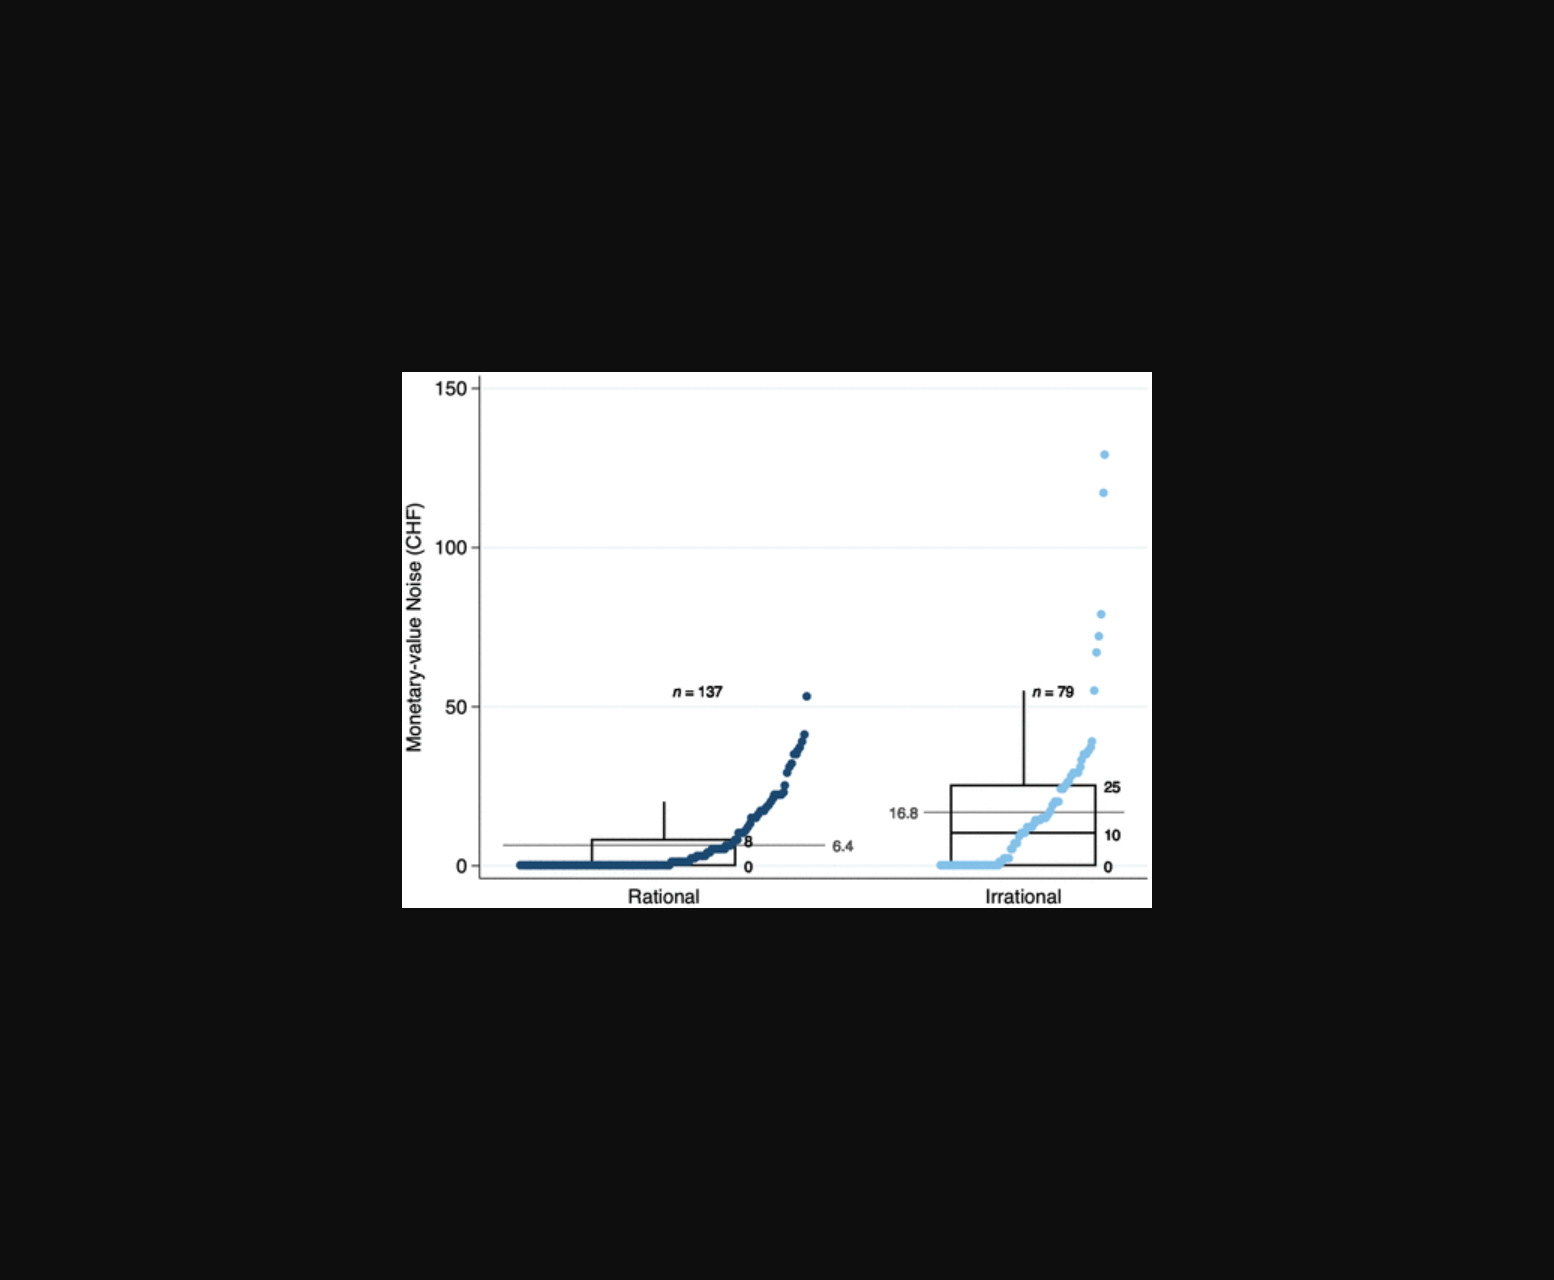 Monetary-value Noise (CHF)
150
100
50
0
n = 137
8
6.4
0
n = 79
25
16.8
10
0
Rational
Irrational